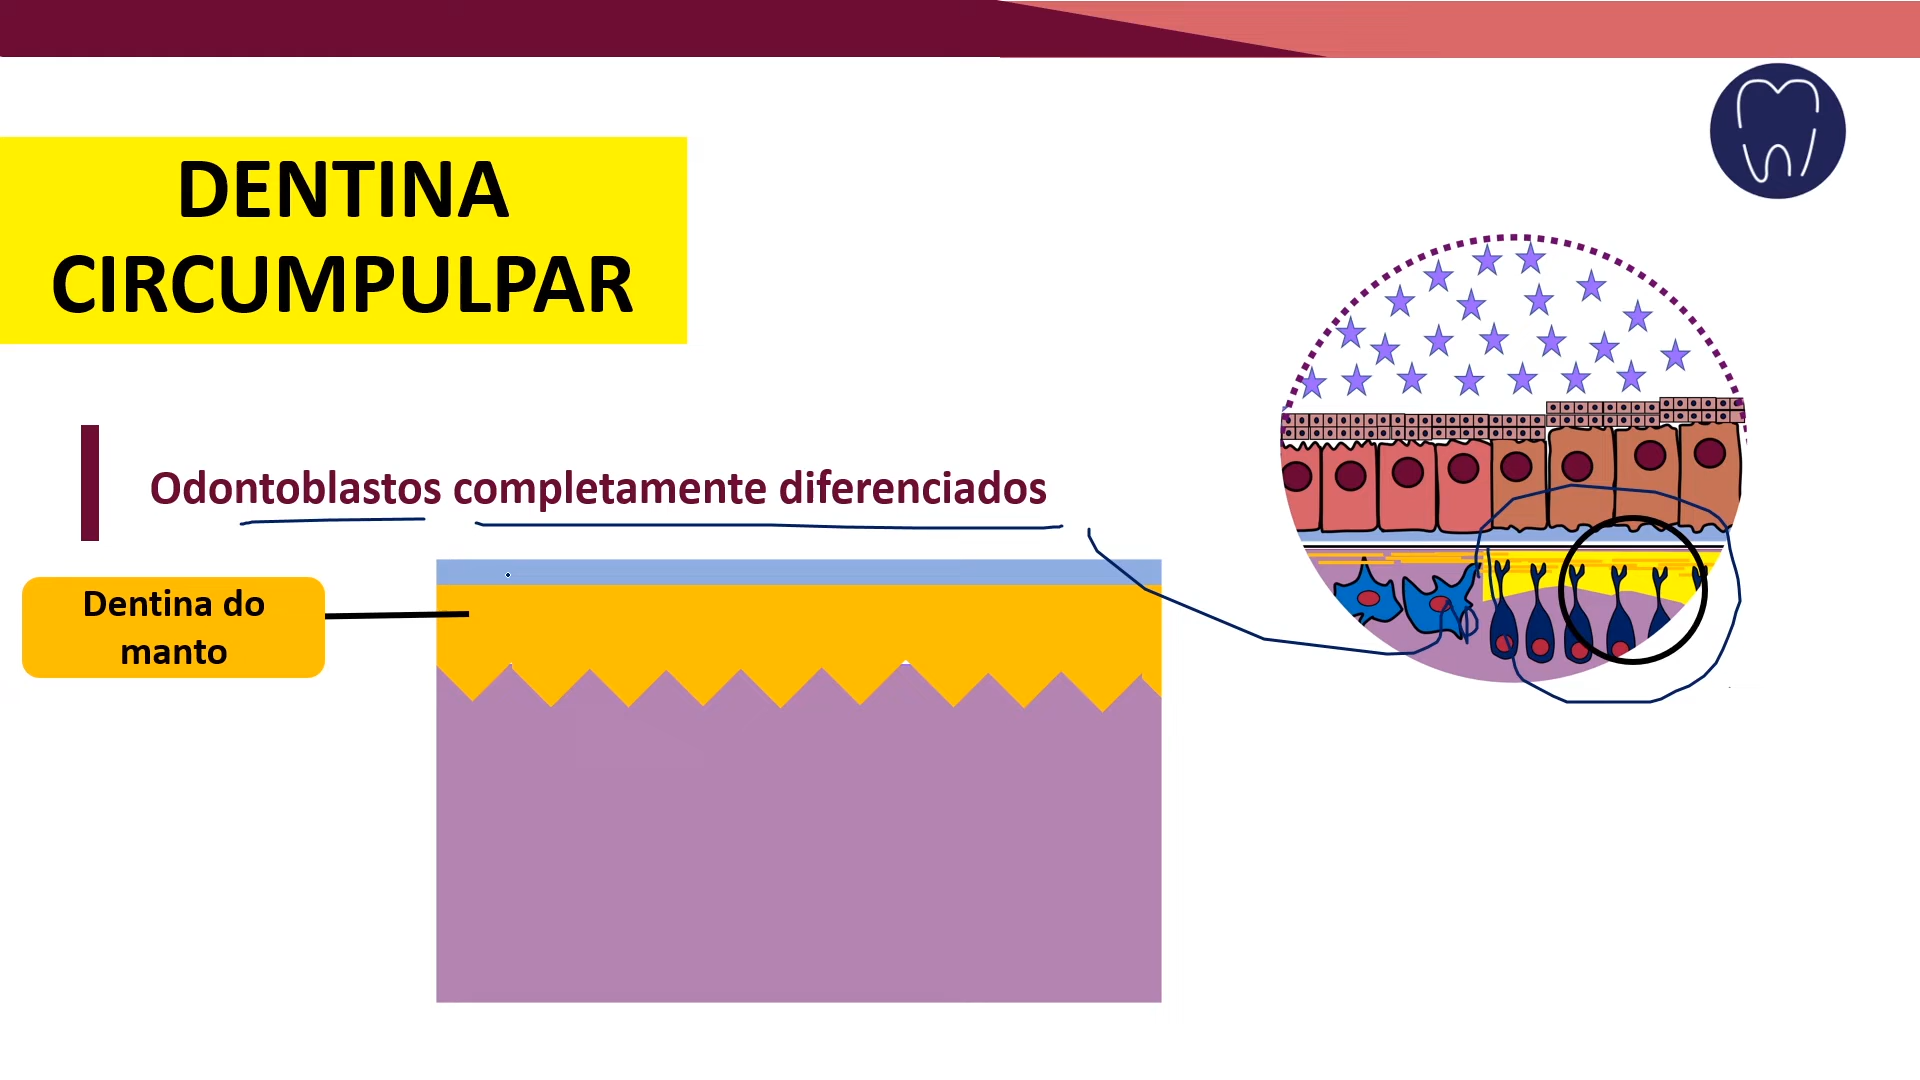 DENTINA
CIRCUMPULPAR
Odontoblastos completamente diferenciados
Dentina do
manto